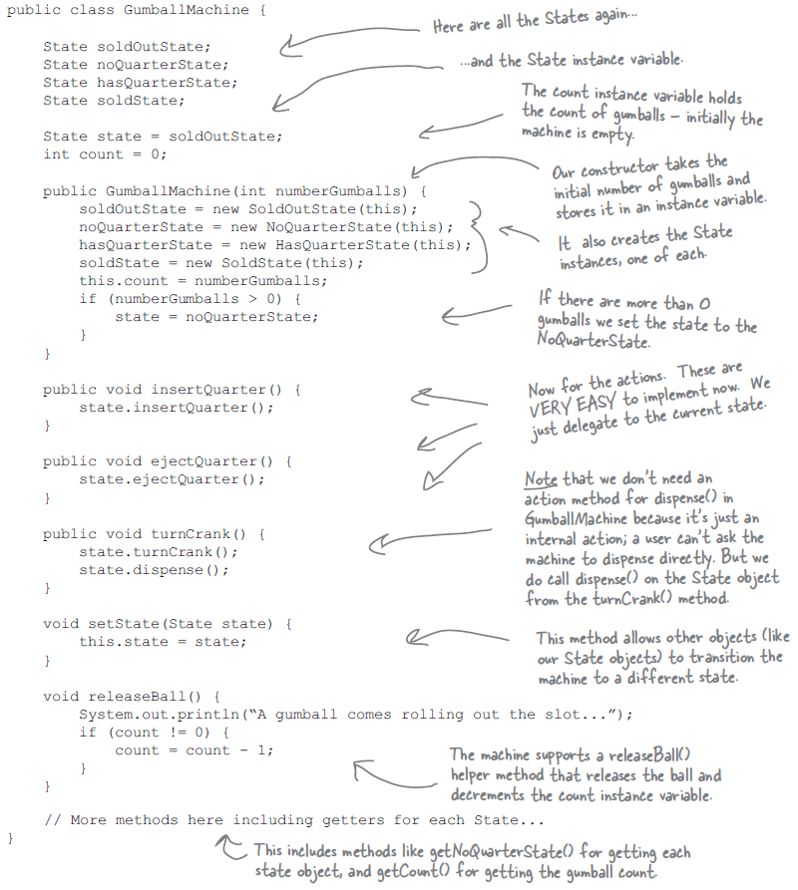 public class GumballMachine {
Here are all the States again...
State soldOutState;
State noQuarterState;
State hasQuarterState;
State soldState;
...and the State instance variable.
State state = soldOutState;
int count = 0;
The count instance variable holds
the count of gumballs – initially the
machine is empty.
public GumballMachine(int numberGumballs) {
soldOutState = new SoldOutState(this);
noQuarterState = new NoQuarterState(this);
hasQuarterState = new HasQuarterState(this);
soldState = new SoldState(this);
this.count = numberGumballs;
if (numberGumballs > 0) {
state = noQuarterState;
}
}
Our constructor takes the
initial number of gumballs and
stores it in an instance variable.
It also creates the State
instances, one of each.
If there are more than 0
gumballs we set the state to the
NoQuarterState.
public void insertQuarter() {
state.insertQuarter();
}
Now for the actions. These are
VERY EASY to implement now. We
just delegate to the current state.
public void ejectQuarter() {
state.ejectQuarter();
}
public void turnCrank() {
state.turnCrank();
state.dispense();
}
Note that we don't need an
action method for dispense() in
GumballMachine because it's just an
internal action; a user can't ask the
machine to dispense directly. But we
do call dispense() on the State object
from the turnCrank() method.
void setState(State state) {
this.state = state;
}
This method allows other objects (like
our State objects) to transition the
machine to a different state.
void releaseBall() {
System.out.println(“A gumball comes rolling out the slot...”);
if (count != 0) {
count = count - 1;
}
}
The machine supports a releaseBall()
helper method that releases the ball and
decrements the count instance variable.
// More methods here including getters for each State...
}
This includes methods like getNoQuarterState() for getting each
state object, and getCount() for getting the gumball count.